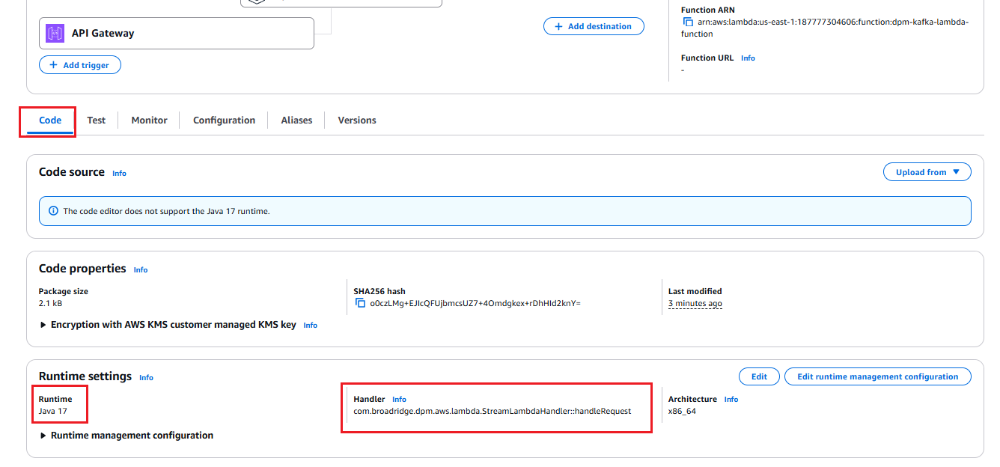 API Gateway
Add trigger
Add destination
Function ARN
arn:aws:lambda:us-east-1:187777304606:function:dpm-kafka-lambda-
function
Function URL Info
-
Code Test Monitor Configuration Aliases Versions
Code source Info
Upload from
The code editor does not support the Java 17 runtime.
Code properties Info
Package size
2.1 kB
SHA256 hash
o0czLMg+EJIcQFUjbmcsUZ7+4Omdgkex+rDhHId2knY=
Last modified
3 minutes ago
Encryption with AWS KMS customer managed KMS key Info
Runtime settings Info
Edit
Edit runtime management configuration
Runtime
Java 17
Handler Info
com.broadridge.dpm.aws.lambda.StreamLambdaHandler::handleRequest
Architecture Info
x86_64
Runtime management configuration